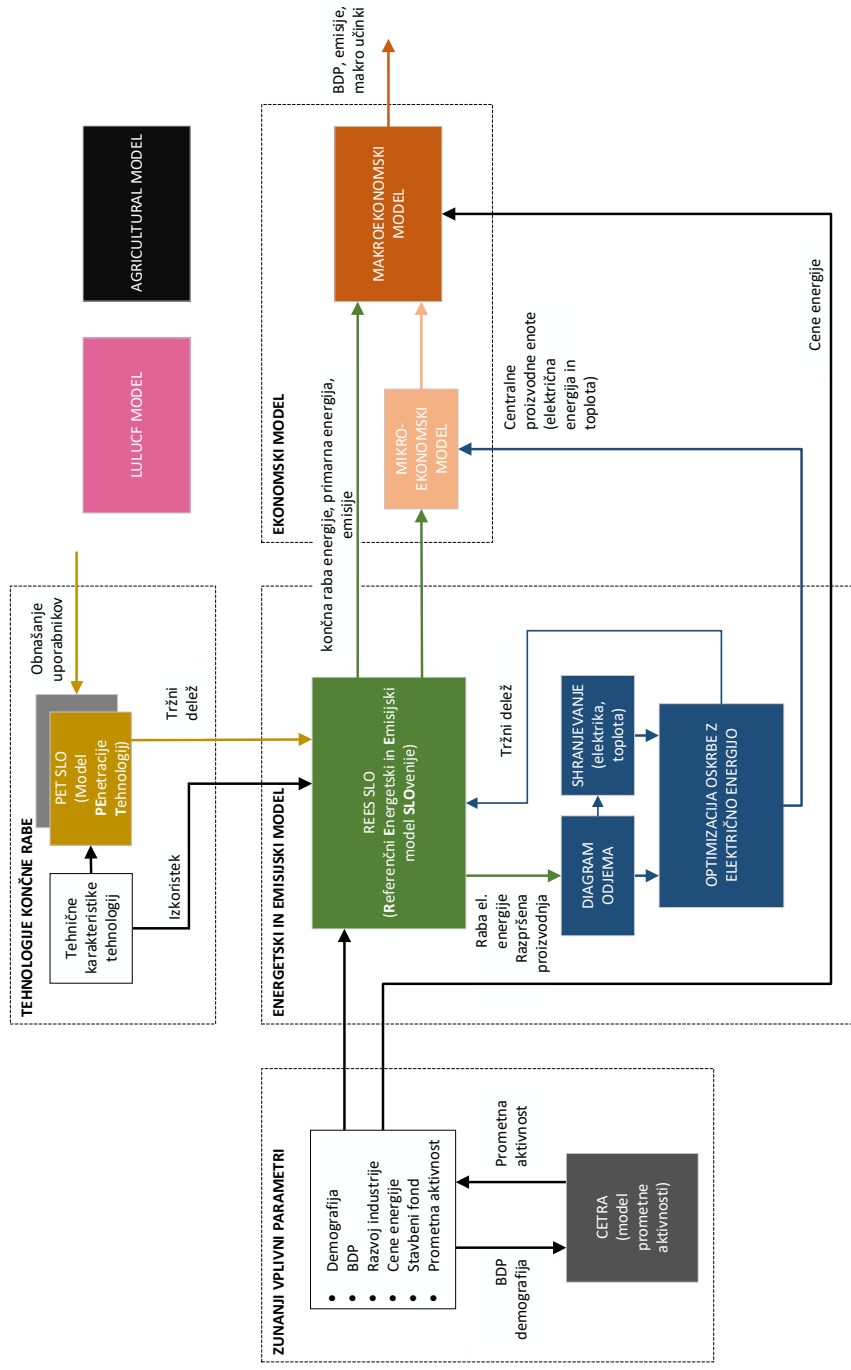 ZUNANJI VPLIVNI PARAMETRI
• Demografija
• BDP
• Razvoj industrije
• Cene energije
• Stavbeni fond
• Prometna aktivnost
BDP
demografija
Prometna
aktivnost
CETRA
(model
prometne
aktivnosti)
TEHNOLOGIJE KONČNE RABE
Tehnične
karakteristike
tehnologij
PET SLO
(Model
PEnetracije
Tehnologij)
Obnašanje
uporabnikov
Izkoristek
Tržni
delež
ENERGETSKI IN EMISIJSKI MODEL
REES SLO
(Referenčni Energetski in Emisijski
model SLOvenije)
Raba el.
energije
Razpršena
proizvodnja
Tržni delež
DIAGRAM
ODJEMA
SHRANJEVANJE
(elektrika,
toplota)
OPTIMIZACIJA OSKRBE Z
ELEKTRIČNO ENERGIJO
LULUCF MODEL
AGRICULTURAL MODEL
EKONOMSKI MODEL
končna raba energije, primarna energija,
emisije
MIKRO-
EKONOMSKI
MODEL
MAKROEKONOMSKI
MODEL
BDP, emisije,
makro učinki
Centralne
proizvodne enote
(električna
energija in
toplota)
Cene energije